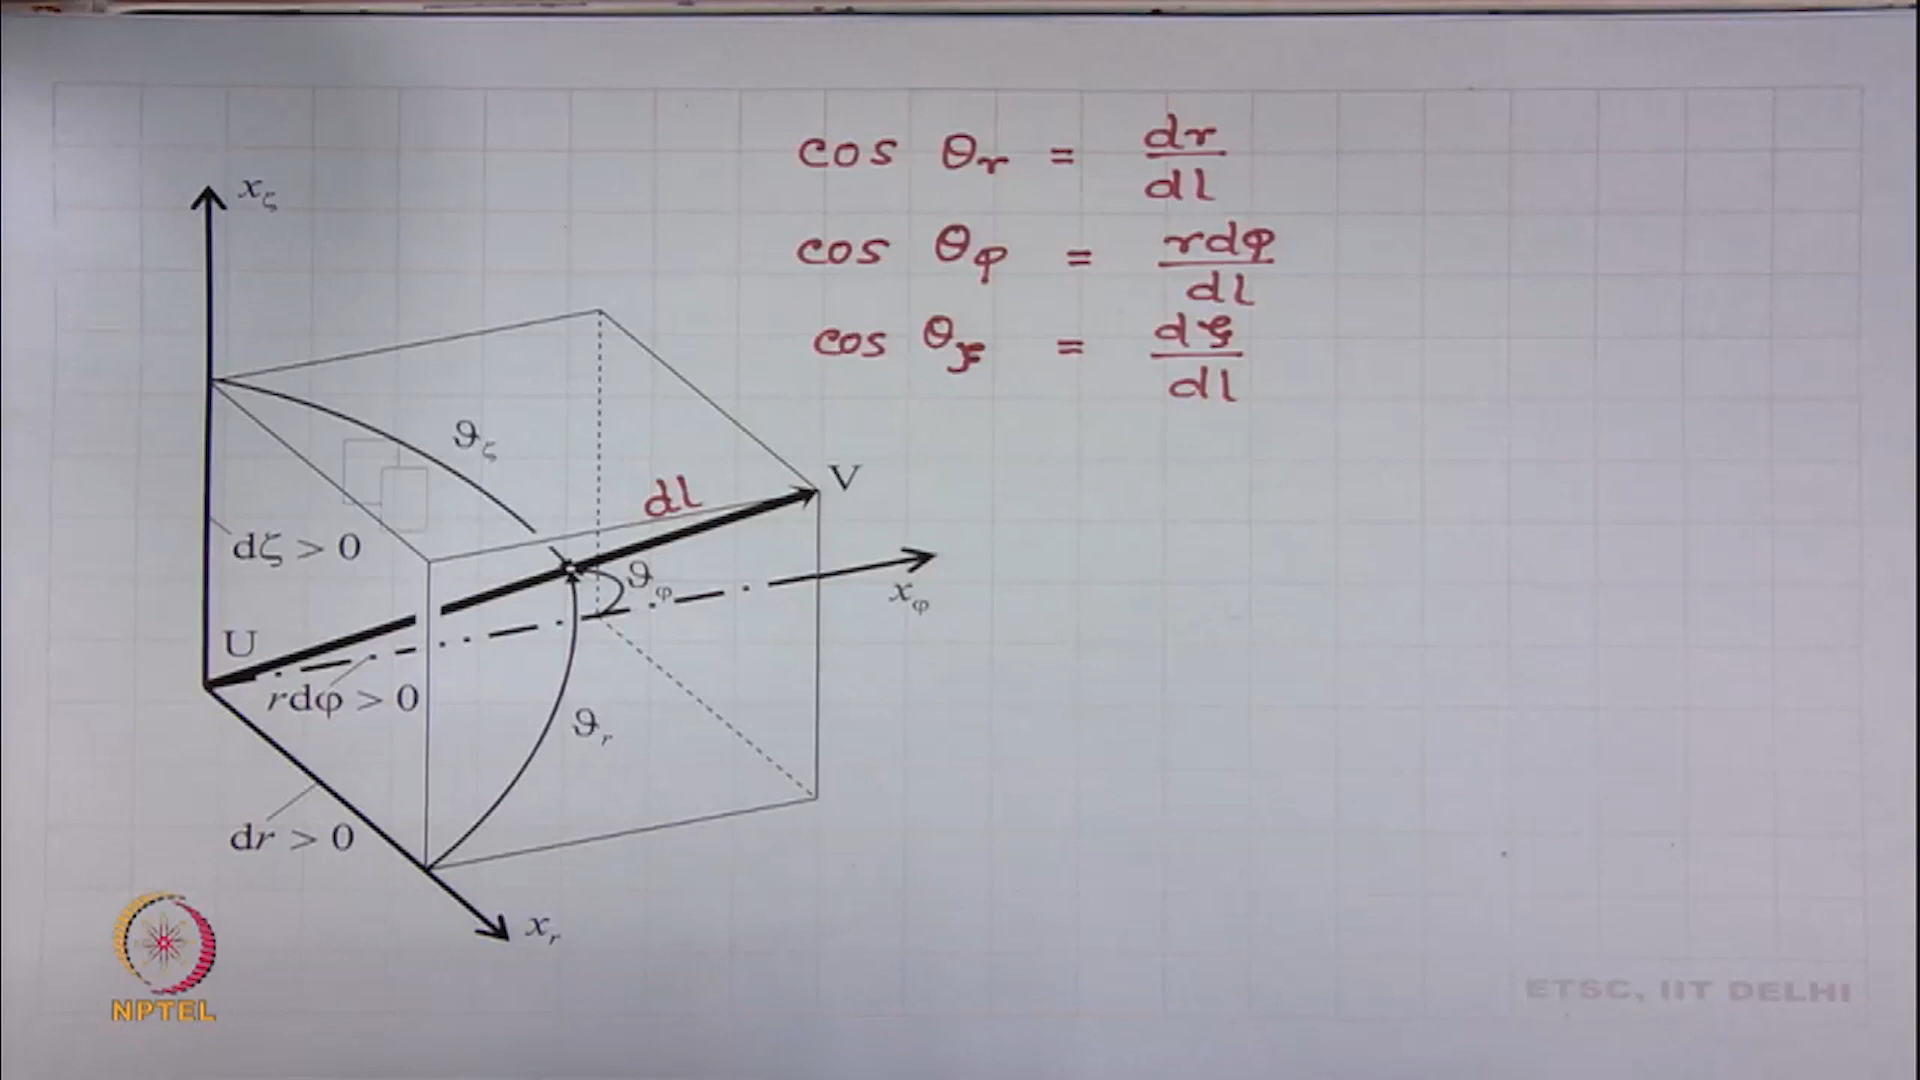 cos θr = dr/dl
cos θφ = rdφ/dl
cos θζ = dζ/dl
xζ
ϑζ
dl
V
dζ > 0
ϑφ
xφ
U
rdφ > 0
ϑr
dr > 0
xr
NPTEL
ETSC, IIT DELHI